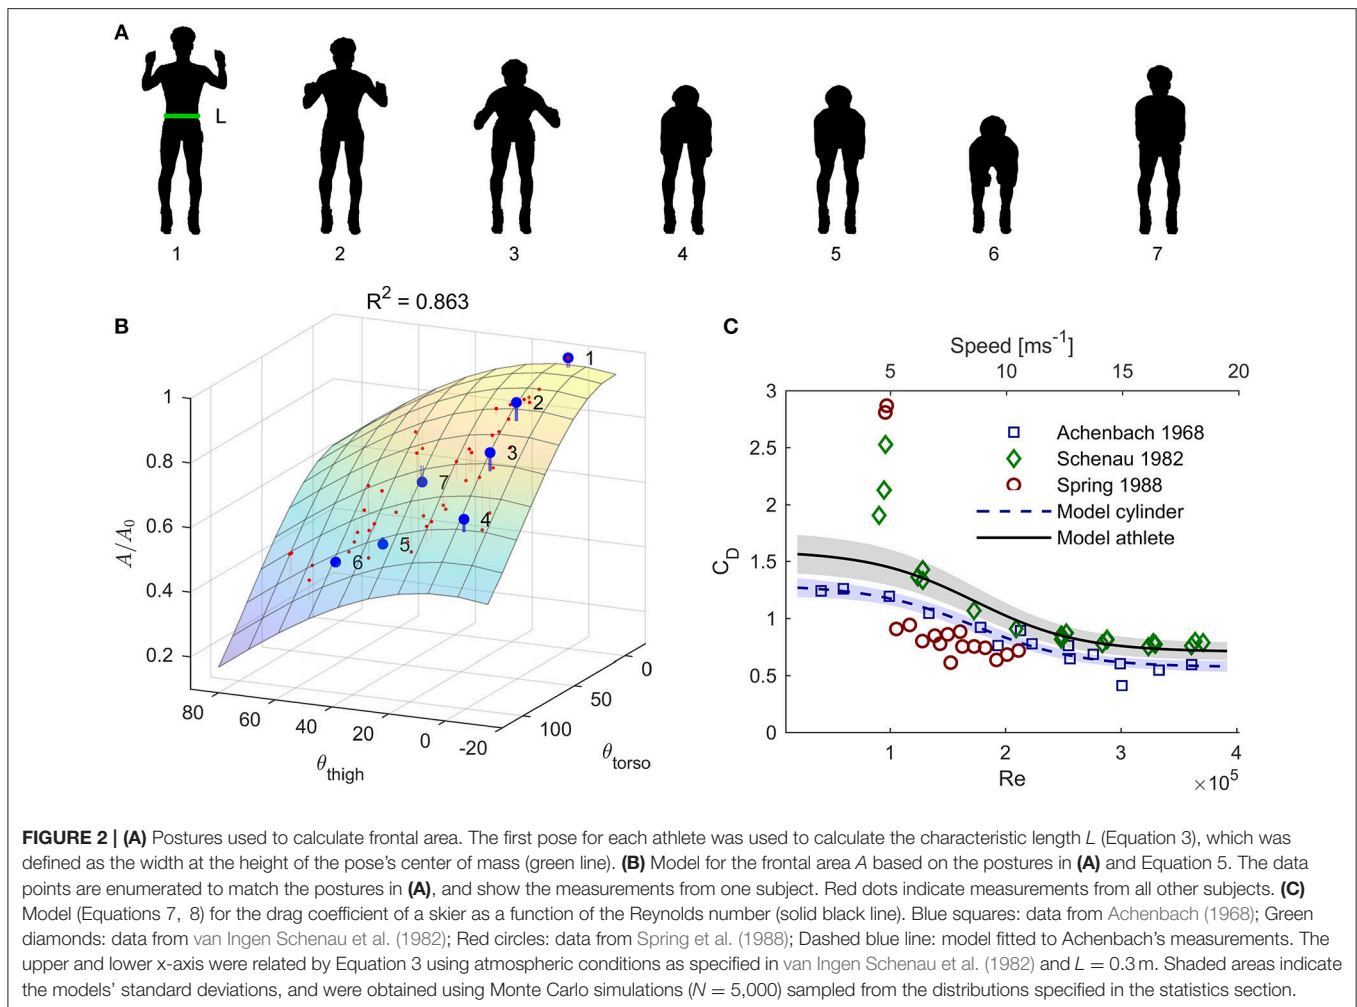 A
L
1 2 3 4 5 6 7
R² = 0.863
B
A/A₀
1
0.8
0.6
0.4
0.2
1
2
3
7
4
5
6
80 60 40 20 0 -20
θthigh
100 50 0
θtorso
C
Speed [ms⁻¹]
5 10 15 20
C_D
3
2.5
2
1.5
1
0.5
0
Achenbach 1968
Schenau 1982
Spring 1988
Model cylinder
Model athlete
1 2 3 4
Re
×10⁵
FIGURE 2 | (A) Postures used to calculate frontal area. The first pose for each athlete was used to calculate the characteristic length L (Equation 3), which was
defined as the width at the height of the pose's center of mass (green line). (B) Model for the frontal area A based on the postures in (A) and Equation 5. The data
points are enumerated to match the postures in (A), and show the measurements from one subject. Red dots indicate measurements from all other subjects. (C)
Model (Equations 7, 8) for the drag coefficient of a skier as a function of the Reynolds number (solid black line). Blue squares: data from Achenbach (1968); Green
diamonds: data from van Ingen Schenau et al. (1982); Red circles: data from Spring et al. (1988); Dashed blue line: model fitted to Achenbach's measurements. The
upper and lower x-axis were related by Equation 3 using atmospheric conditions as specified in van Ingen Schenau et al. (1982) and L = 0.3 m. Shaded areas indicate
the models' standard deviations, and were obtained using Monte Carlo simulations (N = 5,000) sampled from the distributions specified in the statistics section.